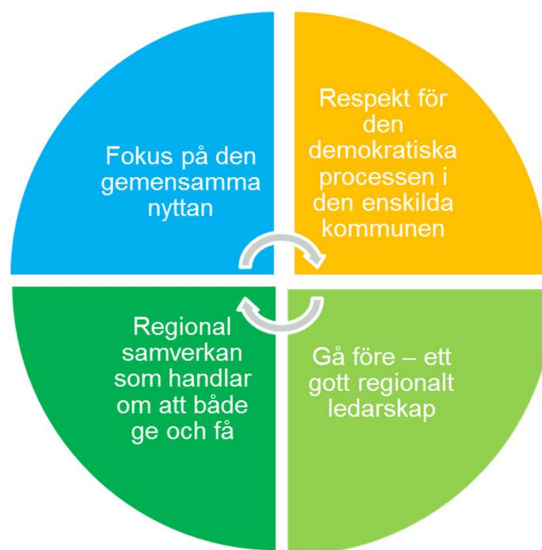 Fokus på den
gemensamma
nyttan
Respekt för
den
demokratiska
processen i
den enskilda
kommunen
Regional
samverkan
som handlar
om att både
ge och få
Gå före – ett
gott regionalt
ledarskap